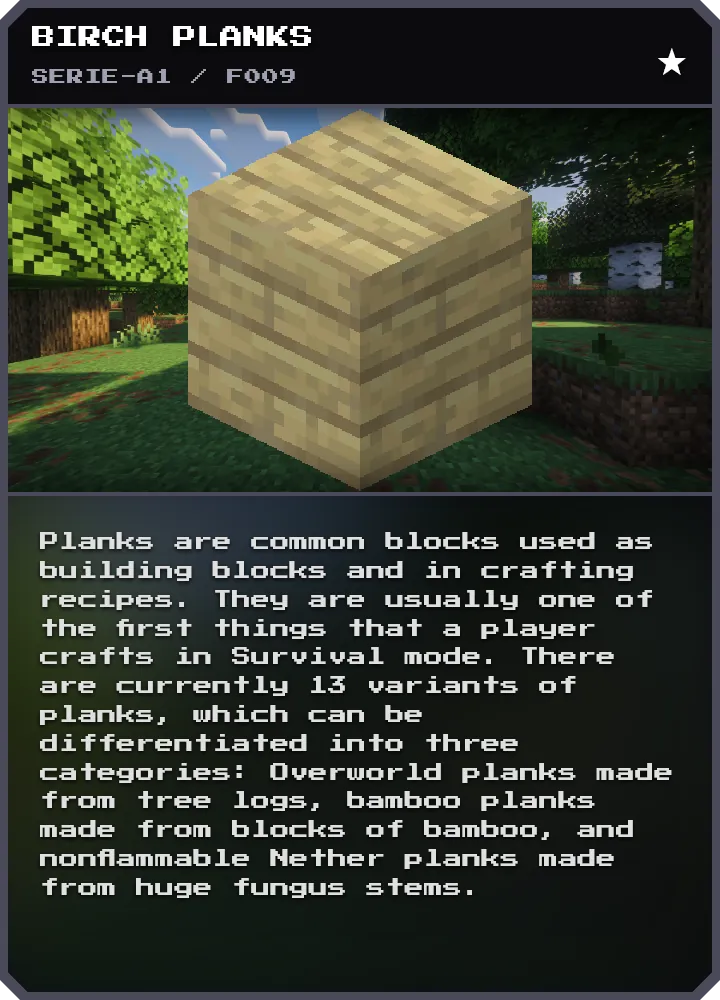 BIRCH PLANKS
SERIE-A1 / F009
Planks are common blocks used as
building blocks and in crafting
recipes. They are usually one of
the first things that a player
crafts in Survival mode. There
are currently 13 variants of
planks, which can be
differentiated into three
categories: Overworld planks made
from tree logs, bamboo planks
made from blocks of bamboo, and
nonflammable Nether planks made
from huge fungus stems.